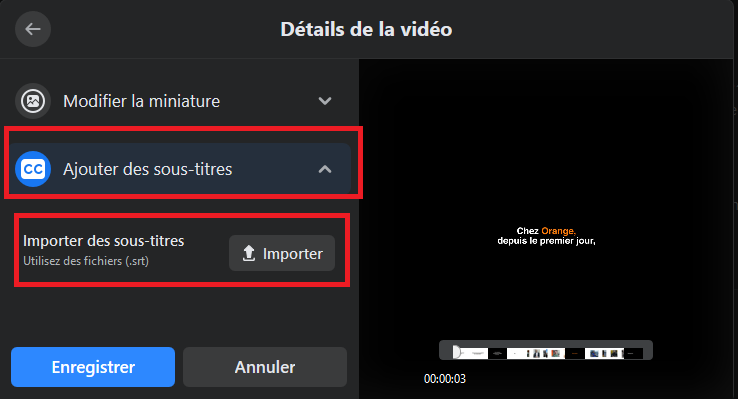 Détails de la vidéo
Modifier la miniature
CC Ajouter des sous-titres
Importer des sous-titres
Utilisez des fichiers (.srt)
Importer
Enregistrer
Annuler
Chez Orange,
depuis le premier jour,
00:00:03